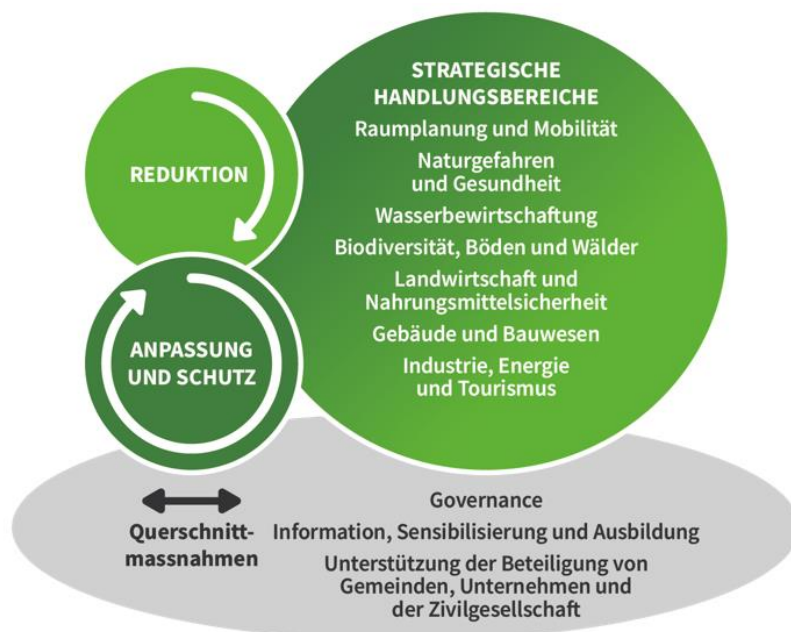 STRATEGISCHE
HANDLUNGSBEREICHE
Raumplanung und Mobilität
Naturgefahren
und Gesundheit
Wasserbewirtschaftung
Biodiversität, Böden und Wälder
Landwirtschaft und
Nahrungsmittelsicherheit
Gebäude und Bauwesen
Industrie, Energie
und Tourismus
REDUKTION
ANPASSUNG
UND SCHUTZ
Querschnitt-
massnahmen
Governance
Information, Sensibilisierung und Ausbildung
Unterstützung der Beteiligung von
Gemeinden, Unternehmen und
der Zivilgesellschaft